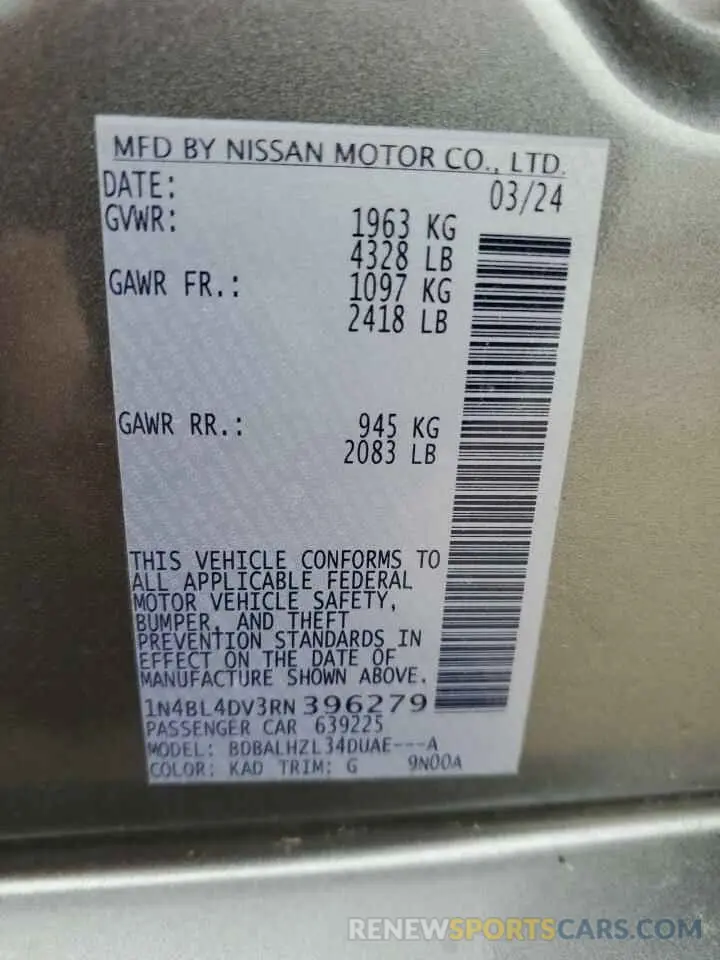 MFD BY NISSAN MOTOR CO., LTD.
DATE: 03/24
GVWR: 1963 KG
4328 LB
GAWR FR.: 1097 KG
2418 LB
GAWR RR.: 945 KG
2083 LB
THIS VEHICLE CONFORMS TO
ALL APPLICABLE FEDERAL
MOTOR VEHICLE SAFETY,
BUMPER, AND THEFT
PREVENTION STANDARDS IN
EFFECT ON THE DATE OF
MANUFACTURE SHOWN ABOVE.
1N4BL4DV3RN396279
PASSENGER CAR 639225
MODEL: BDBALHZL34DUAE---A
COLOR: KAD TRIM: G 9N00A
RENEWSPORTSCARS.COM